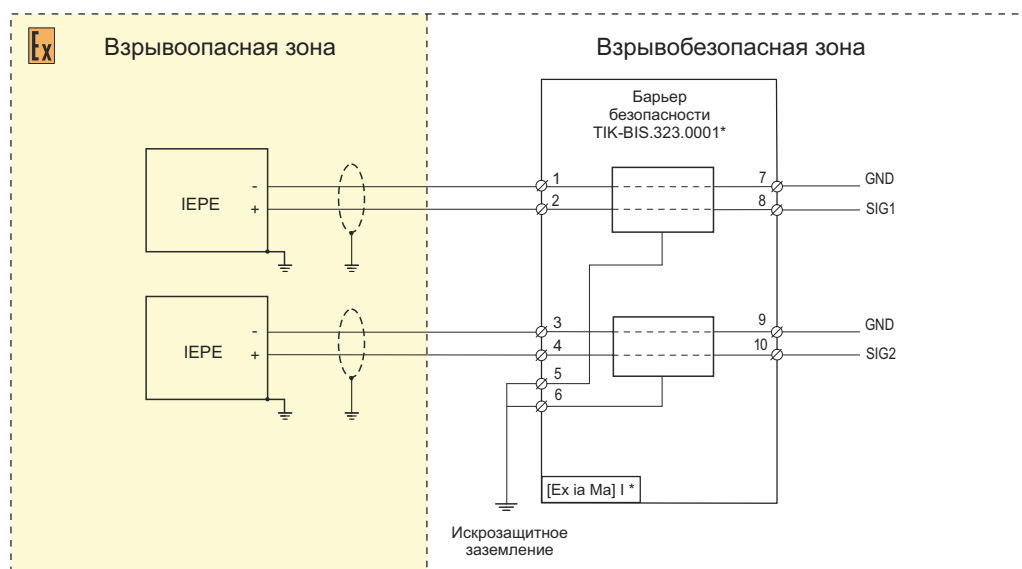 Ex
Взрывоопасная зона
Взрывобезопасная зона
Барьер
безопасности
TIK-BIS.323.0001*
IEPE
-
+
1
2
7
8
GND
SIG1
IEPE
-
+
3
4
5
6
9
10
GND
SIG2
[Ex ia Ma] I *
Искрозащитное
заземление